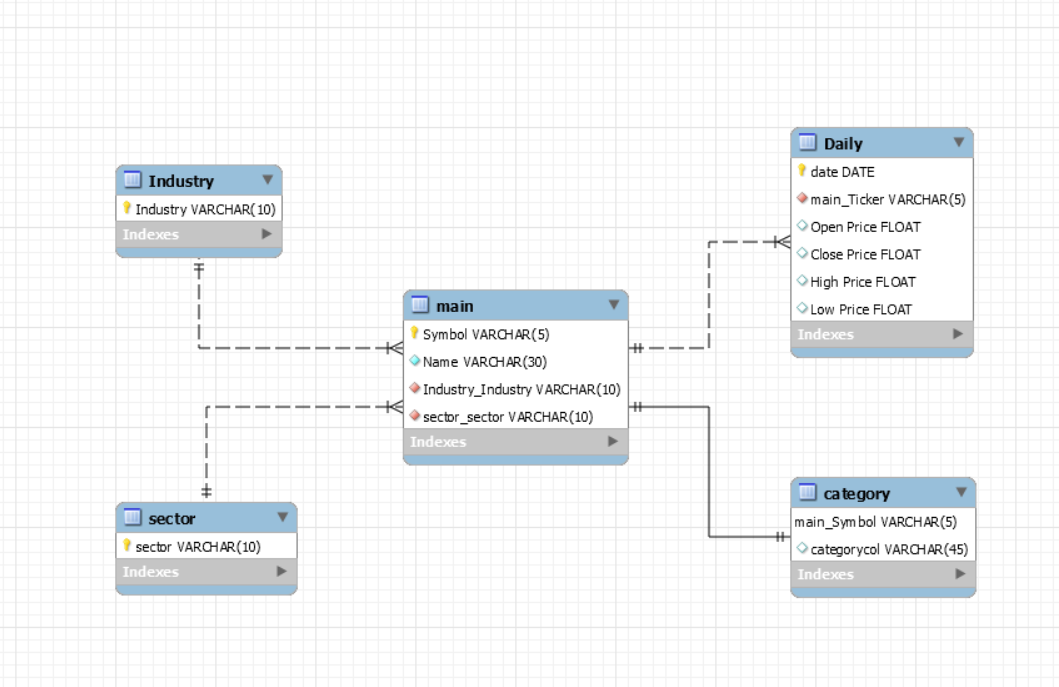 Industry
Industry VARCHAR(10)
Indexes
sector
sector VARCHAR(10)
Indexes
main
Symbol VARCHAR(5)
Name VARCHAR(30)
Industry_Industry VARCHAR(10)
sector_sector VARCHAR(10)
Indexes
Daily
date DATE
main_Ticker VARCHAR(5)
Open Price FLOAT
Close Price FLOAT
High Price FLOAT
Low Price FLOAT
Indexes
category
main_Symbol VARCHAR(5)
categorycol VARCHAR(45)
Indexes